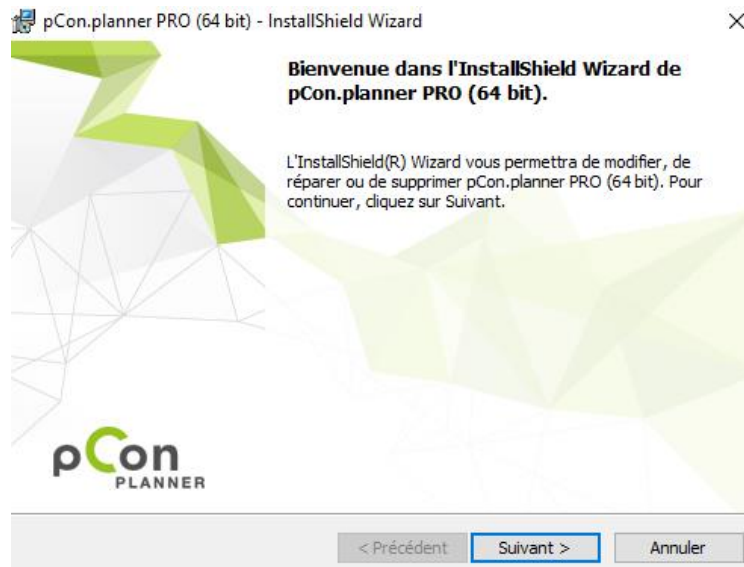 pCon.planner PRO (64 bit) - InstallShield Wizard
Bienvenue dans l'InstallShield Wizard de
pCon.planner PRO (64 bit).
L'InstallShield(R) Wizard vous permettra de modifier, de
réparer ou de supprimer pCon.planner PRO (64 bit). Pour
continuer, cliquez sur Suivant.
pCon
PLANNER
< Précédent
Suivant >
Annuler